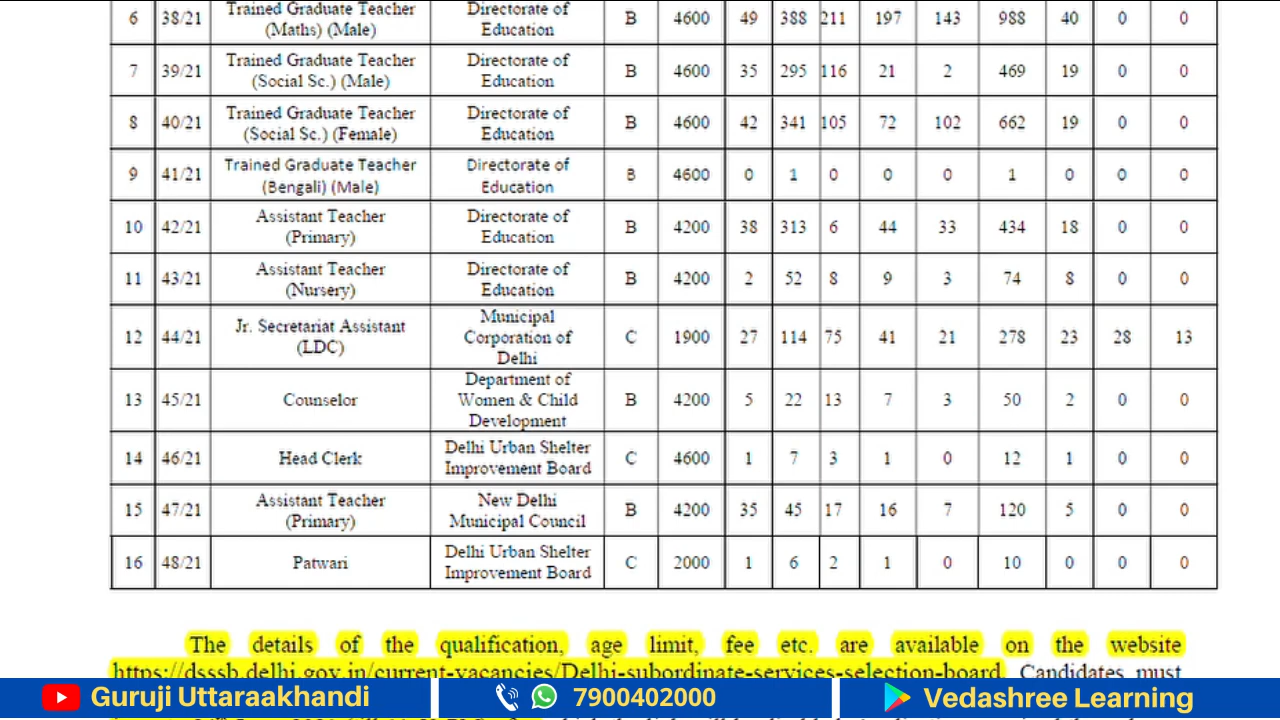 6 38/21 Trained Graduate Teacher (Maths) (Male) Directorate of Education B 4600 49 388 211 197 143 988 40 0 0
7 39/21 Trained Graduate Teacher (Social Sc.) (Male) Directorate of Education B 4600 35 295 116 21 2 469 19 0 0
8 40/21 Trained Graduate Teacher (Social Sc.) (Female) Directorate of Education B 4600 42 341 105 72 102 662 19 0 0
9 41/21 Trained Graduate Teacher (Bengali) (Male) Directorate of Education B 4600 0 1 0 0 0 1 0 0 0
10 42/21 Assistant Teacher (Primary) Directorate of Education B 4200 38 313 6 44 33 434 18 0 0
11 43/21 Assistant Teacher (Nursery) Directorate of Education B 4200 2 52 8 9 3 74 8 0 0
12 44/21 Jr. Secretariat Assistant (LDC) Municipal Corporation of Delhi C 1900 27 114 75 41 21 278 23 28 13
13 45/21 Counselor Department of Women & Child Development B 4200 5 22 13 7 3 50 2 0 0
14 46/21 Head Clerk Delhi Urban Shelter Improvement Board C 4600 1 7 3 1 0 12 1 0 0
15 47/21 Assistant Teacher (Primary) New Delhi Municipal Council B 4200 35 45 17 16 7 120 5 0 0
16 48/21 Patwari Delhi Urban Shelter Improvement Board C 2000 1 6 2 1 0 10 0 0 0
The details of the qualification, age limit, fee etc. are available on the website
https://dsssb.delhi.gov.in/current-vacancies/Delhi-subordinate-services-selection-board. Candidates must
Guruji Uttaraakhandi 7900402000 Vedashree Learning